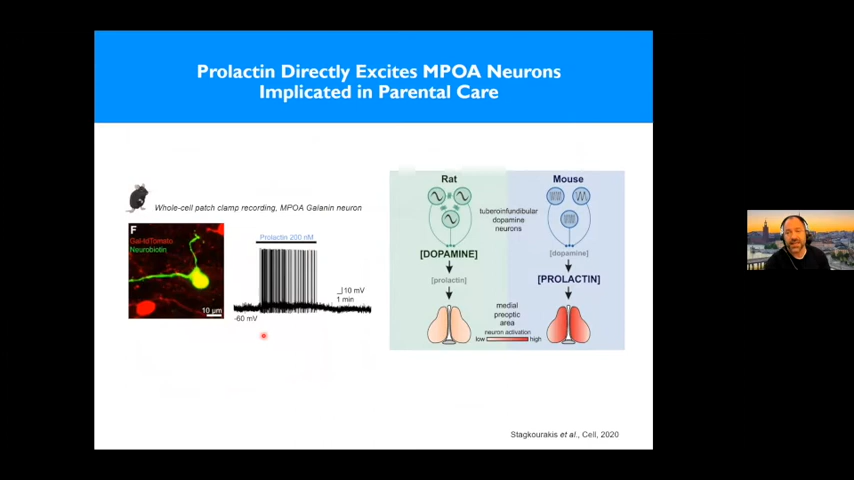 Prolactin Directly Excites MPOA Neurons
Implicated in Parental Care
Whole-cell patch clamp recording, MPOA Galanin neuron
F
Gal-tdTomato
Neurobiotin
10 µm
Prolactin 200 nM
10 mV
1 min
-60 mV
Rat
Mouse
tuberoinfundibular
dopamine
neurons
[DOPAMINE]
[dopamine]
[prolactin]
[PROLACTIN]
medial
preoptic
area
neuron activation
low
high
Stagkourakis et al., Cell, 2020